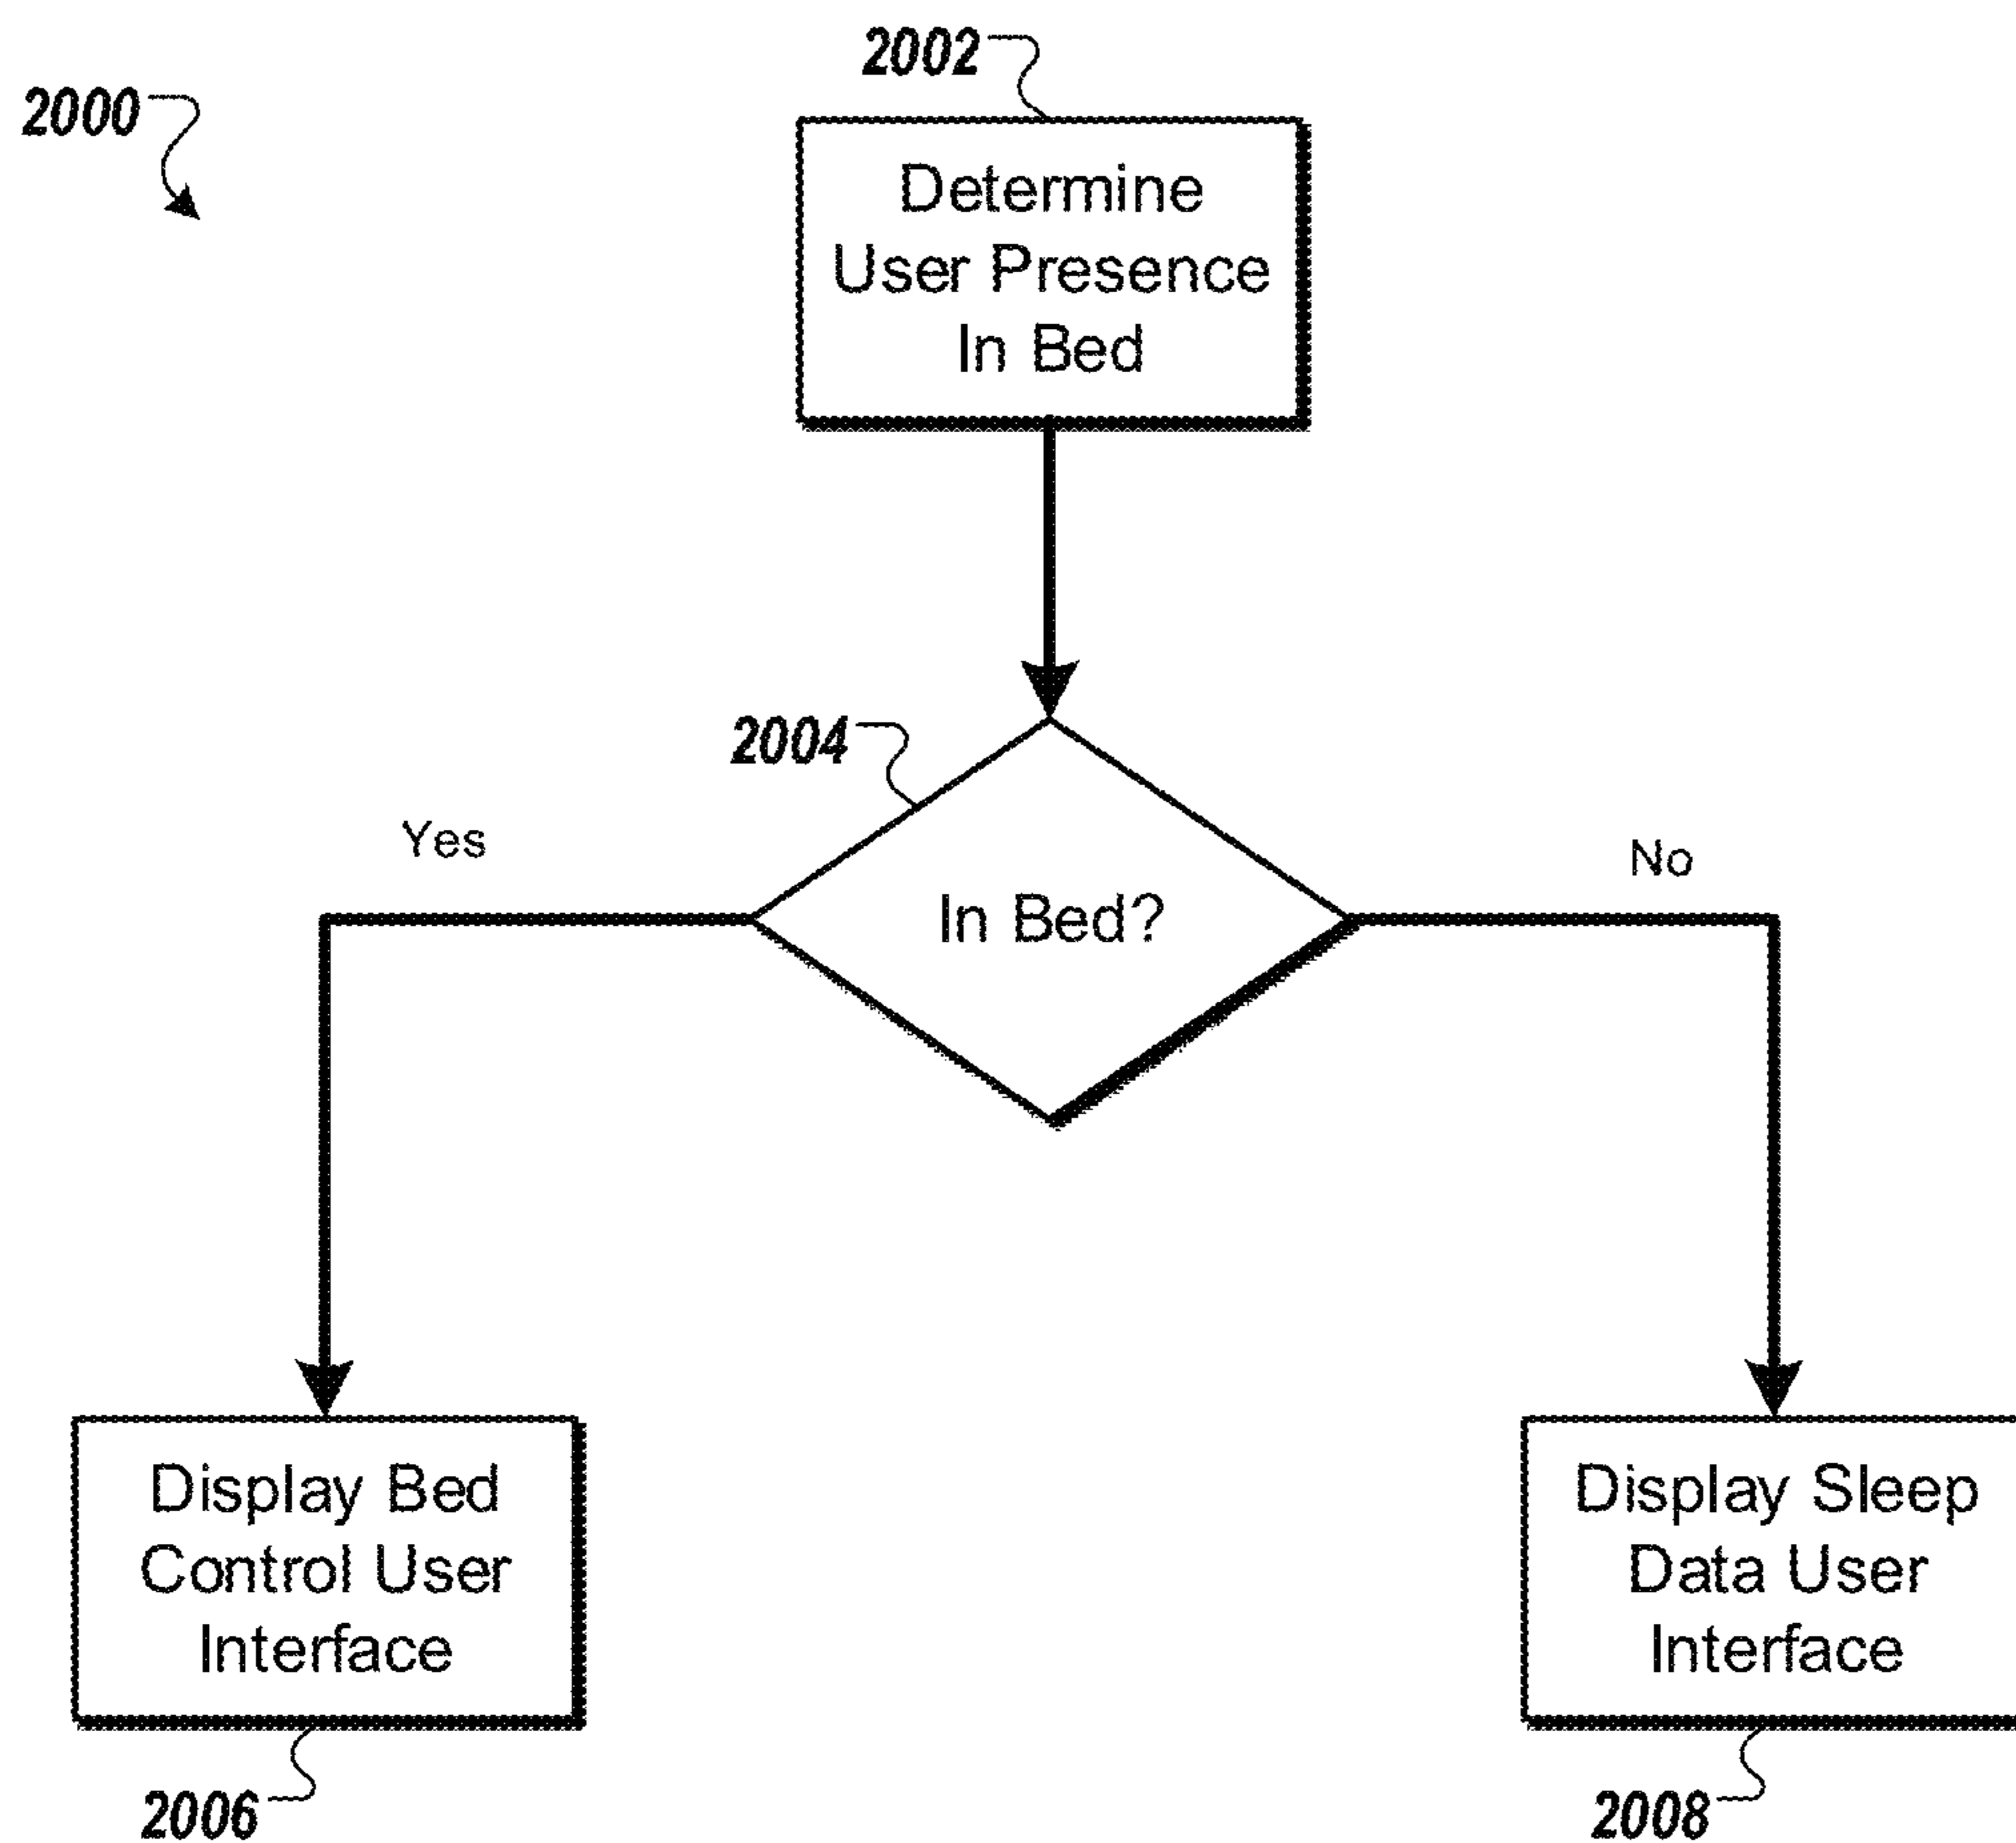 2000
2002
Determine
User Presence
In Bed
2004
Yes
In Bed?
No
Display Bed
Control User
Interface
2006
Display Sleep
Data User
Interface
2008